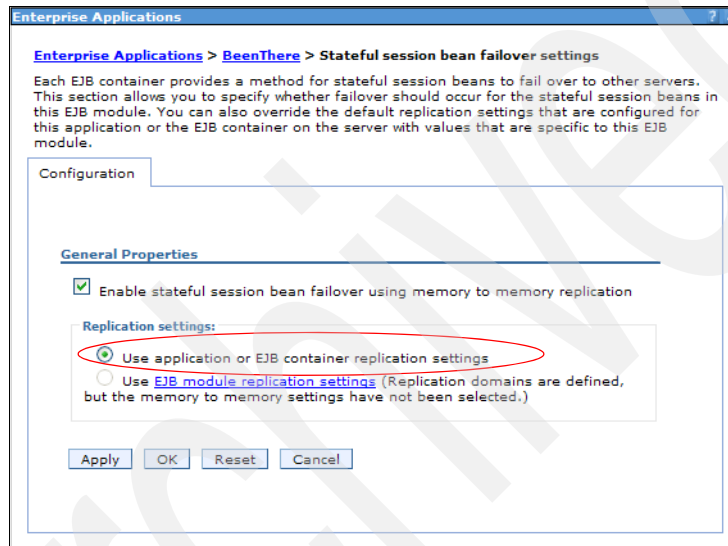 Enterprise Applications ?
Enterprise Applications > BeenThere > Stateful session bean failover settings
Each EJB container provides a method for stateful session beans to fail over to other servers.
This section allows you to specify whether failover should occur for the stateful session beans in
this EJB module. You can also override the default replication settings that are configured for
this application or the EJB container on the server with values that are specific to this EJB
module.
Configuration
General Properties
Enable stateful session bean failover using memory to memory replication
Replication settings:
Use application or EJB container replication settings
Use EJB module replication settings (Replication domains are defined,
but the memory to memory settings have not been selected.)
Apply OK Reset Cancel